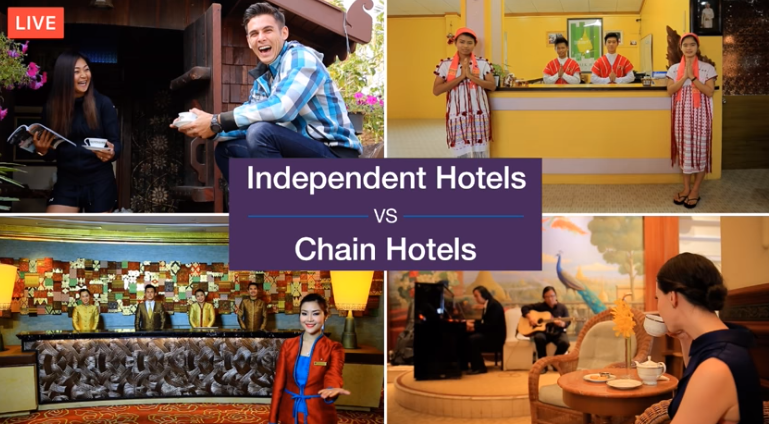 LIVE
Independent Hotels
VS
Chain Hotels